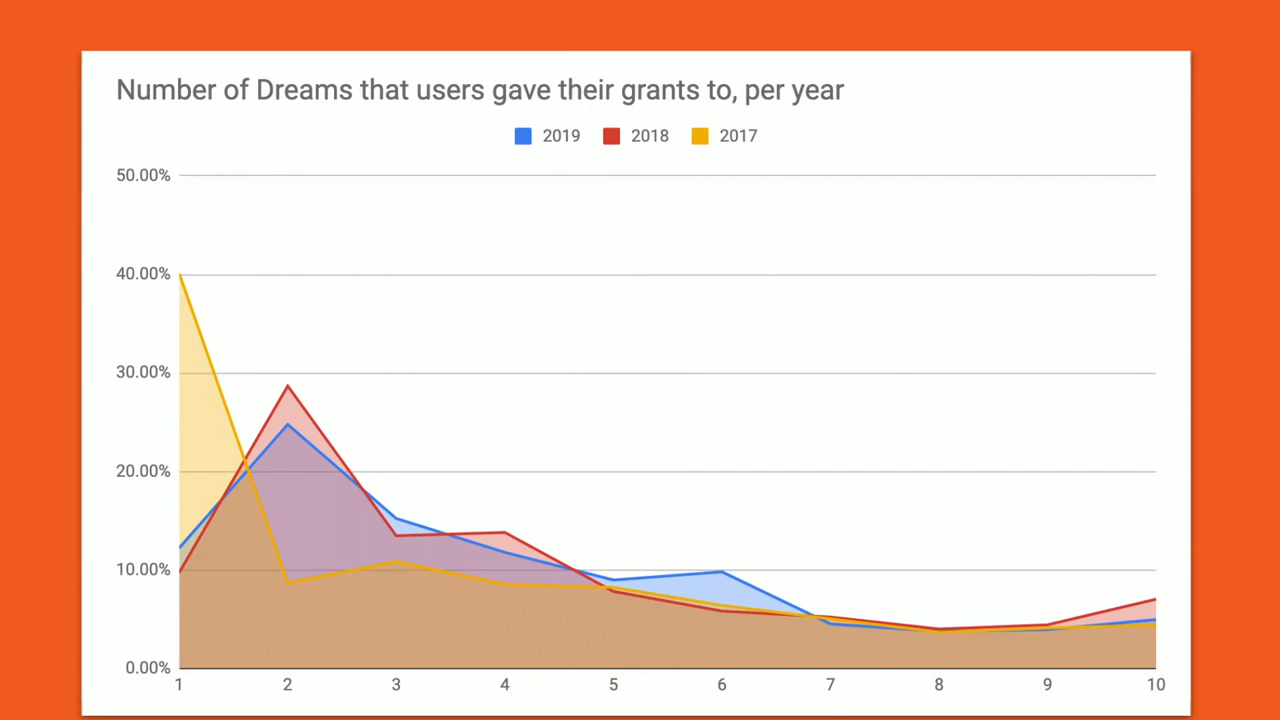 Number of Dreams that users gave their grants to, per year
2019 2018 2017
50.00%
40.00%
30.00%
20.00%
10.00%
0.00%
1 2 3 4 5 6 7 8 9 10